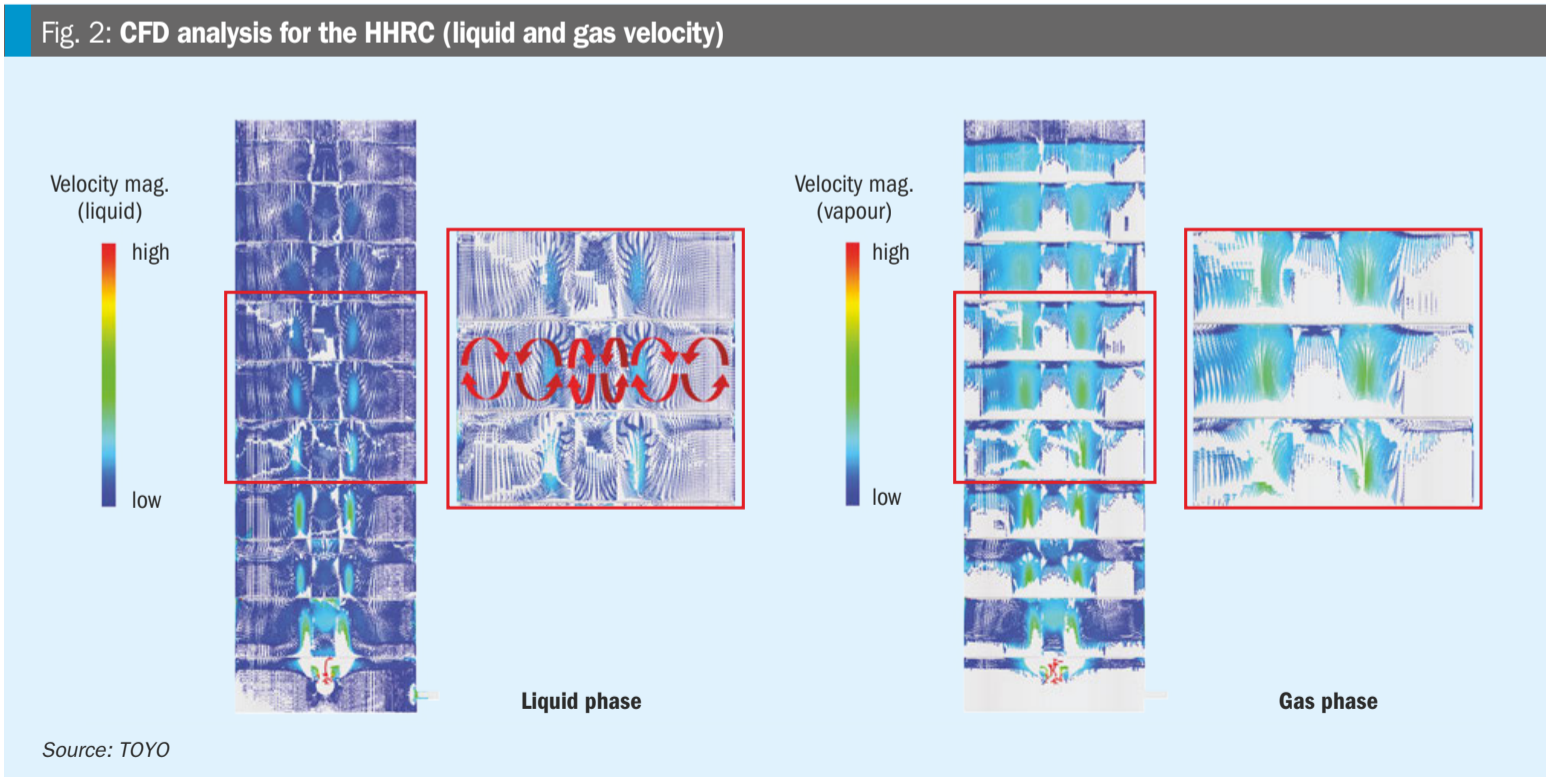 Fig. 2: CFD analysis for the HHRC (liquid and gas velocity)
Velocity mag.
(liquid)
high
low
Liquid phase
Velocity mag.
(vapour)
high
low
Gas phase
Source: TOYO